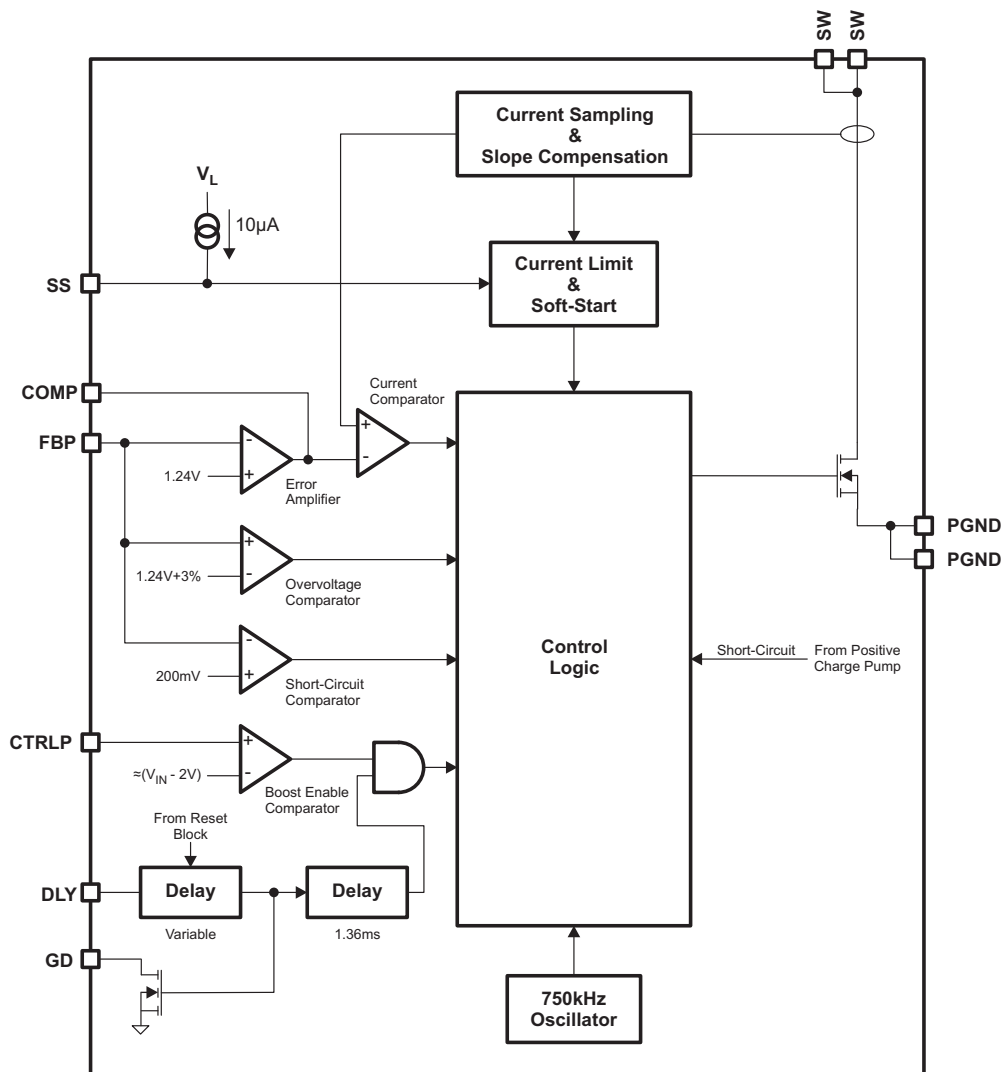 SW
SW
Current Sampling
&
Slope Compensation
VL
10µA
Current Limit
&
Soft-Start
SS
COMP
Current
Comparator
FBP
+
-
-
+
1.24V
Error
Amplifier
PGND
PGND
+
-
1.24V+3%
Overvoltage
Comparator
Control
Logic
Short-Circuit
From Positive
Charge Pump
-
+
200mV
Short-Circuit
Comparator
CTRLP
+
-
≈(VIN - 2V)
Boost Enable
Comparator
From Reset
Block
DLY
Delay
Delay
Variable
1.36ms
GD
750kHz
Oscillator